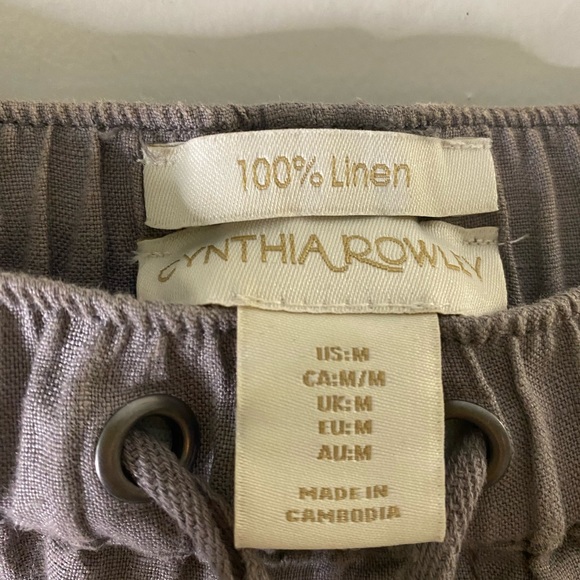 100% Linen
CYNTHIA ROWLEY
US:M
CA:M/M
UK:M
EU:M
AU:M
MADE IN
CAMBODIA